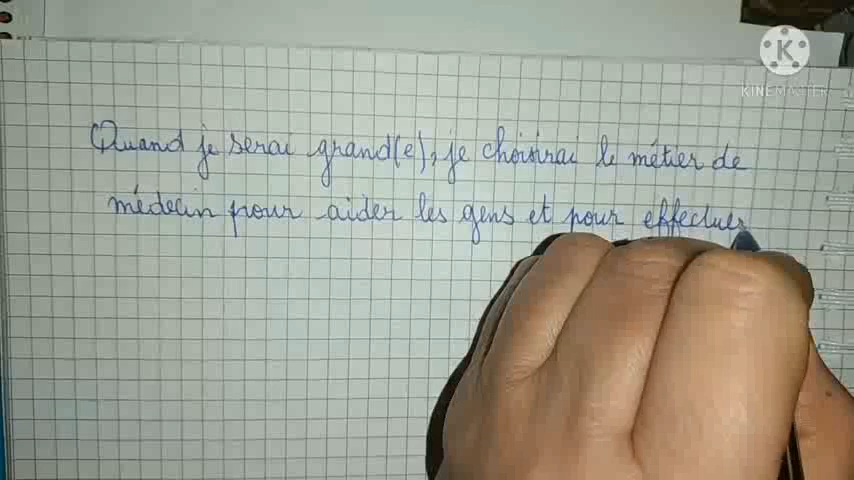 Quand je serai grand(e), je choisirai le métier de
médecin pour aider les gens et pour effectuer
KINEMASTER